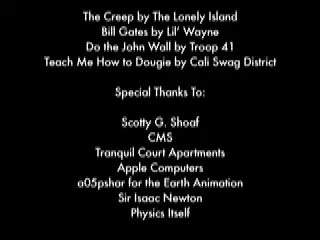 The Creep by The Lonely Island
Bill Gates by Lil' Wayne
Do the John Wall by Troop 41
Teach Me How to Dougie by Cali Swag District
Special Thanks To:
Scotty G. Shoaf
CMS
Tranquil Court Apartments
Apple Computers
a05pshar for the Earth Animation
Sir Isaac Newton
Physics Itself